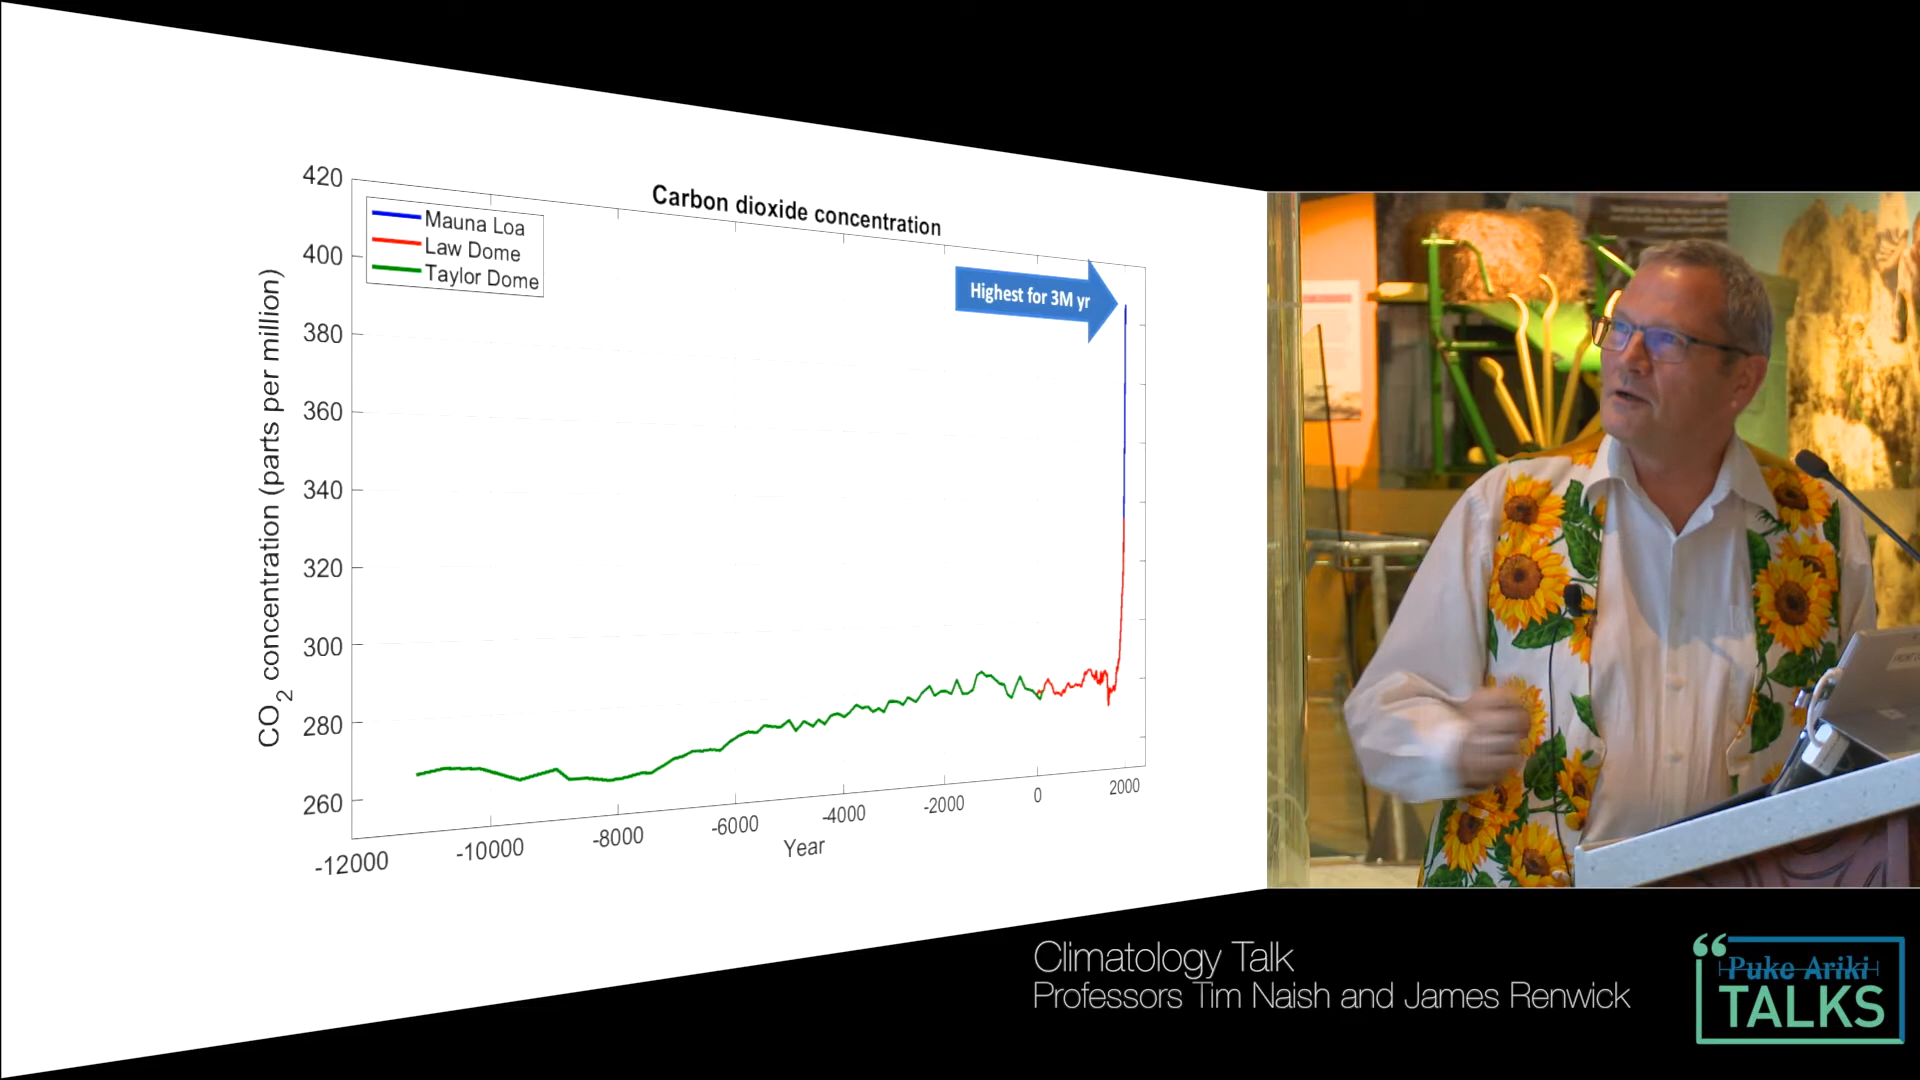 Carbon dioxide concentration
420
400
380
360
340
320
300
280
260
CO2 concentration (parts per million)
Mauna Loa
Law Dome
Taylor Dome
Highest for 3M yr
-12000
-10000
-8000
-6000
-4000
-2000
0
2000
Year
Climatology Talk
Professors Tim Naish and James Renwick
“
Puke Ariki
TALKS